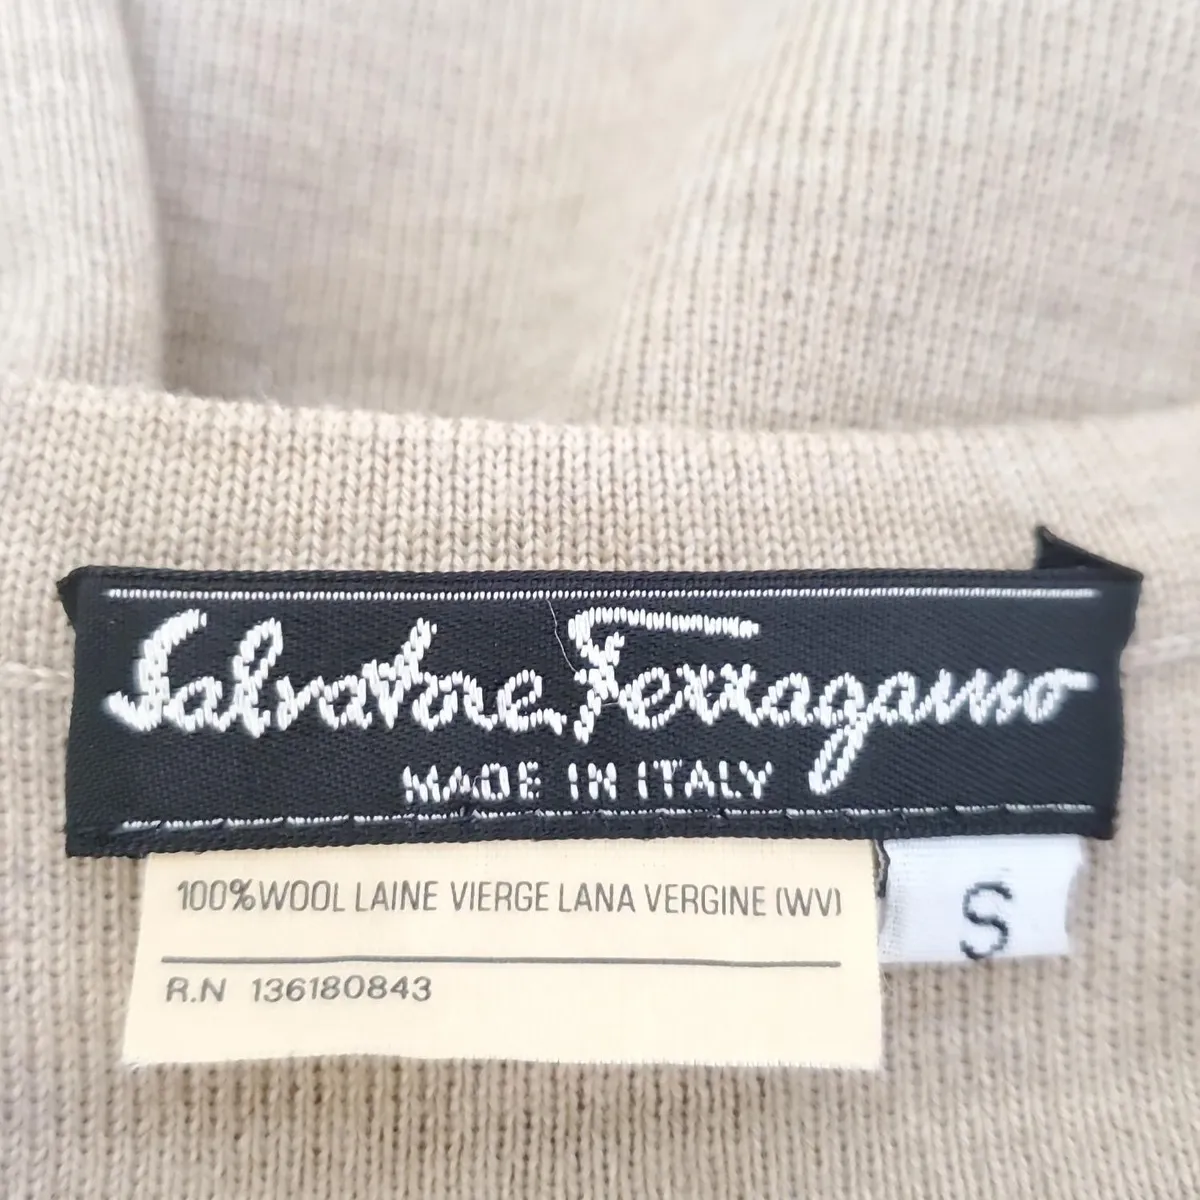 Salvatore Ferragamo
MADE IN ITALY
100% WOOL LAINE VIERGE LANA VERGINE (WV)
R.N 136180843
S